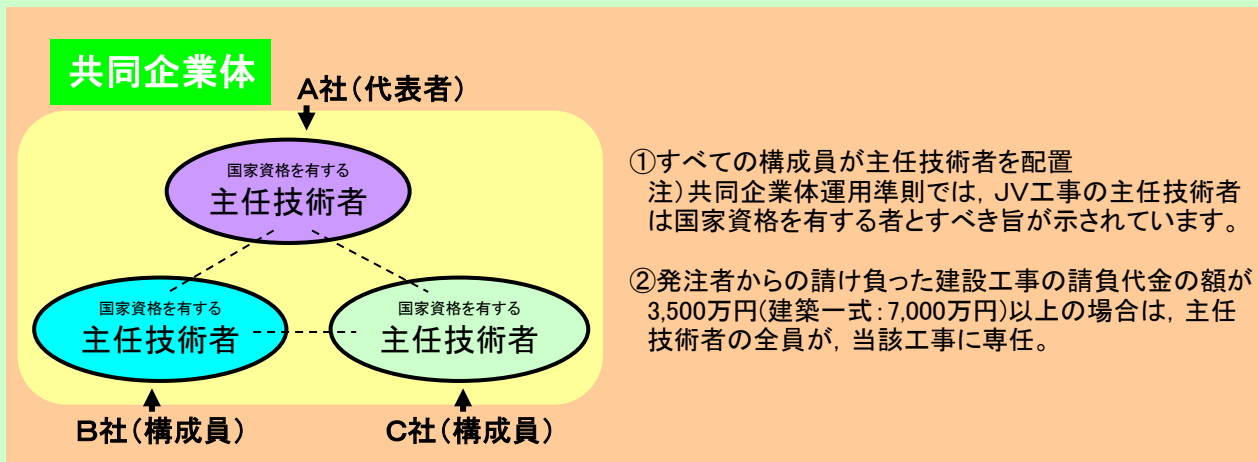 共同企業体
A社(代表者)
国家資格を有する
主任技術者
国家資格を有する
主任技術者
国家資格を有する
主任技術者
B社(構成員)
C社(構成員)
①すべての構成員が主任技術者を配置
注)共同企業体運用準則では, JV工事の主任技術者
は国家資格を有する者とすべき旨が示されています。
②発注者からの請け負った建設工事の請負代金の額が
3,500万円(建築一式:7,000万円)以上の場合は, 主任
技術者の全員が, 当該工事に専任。